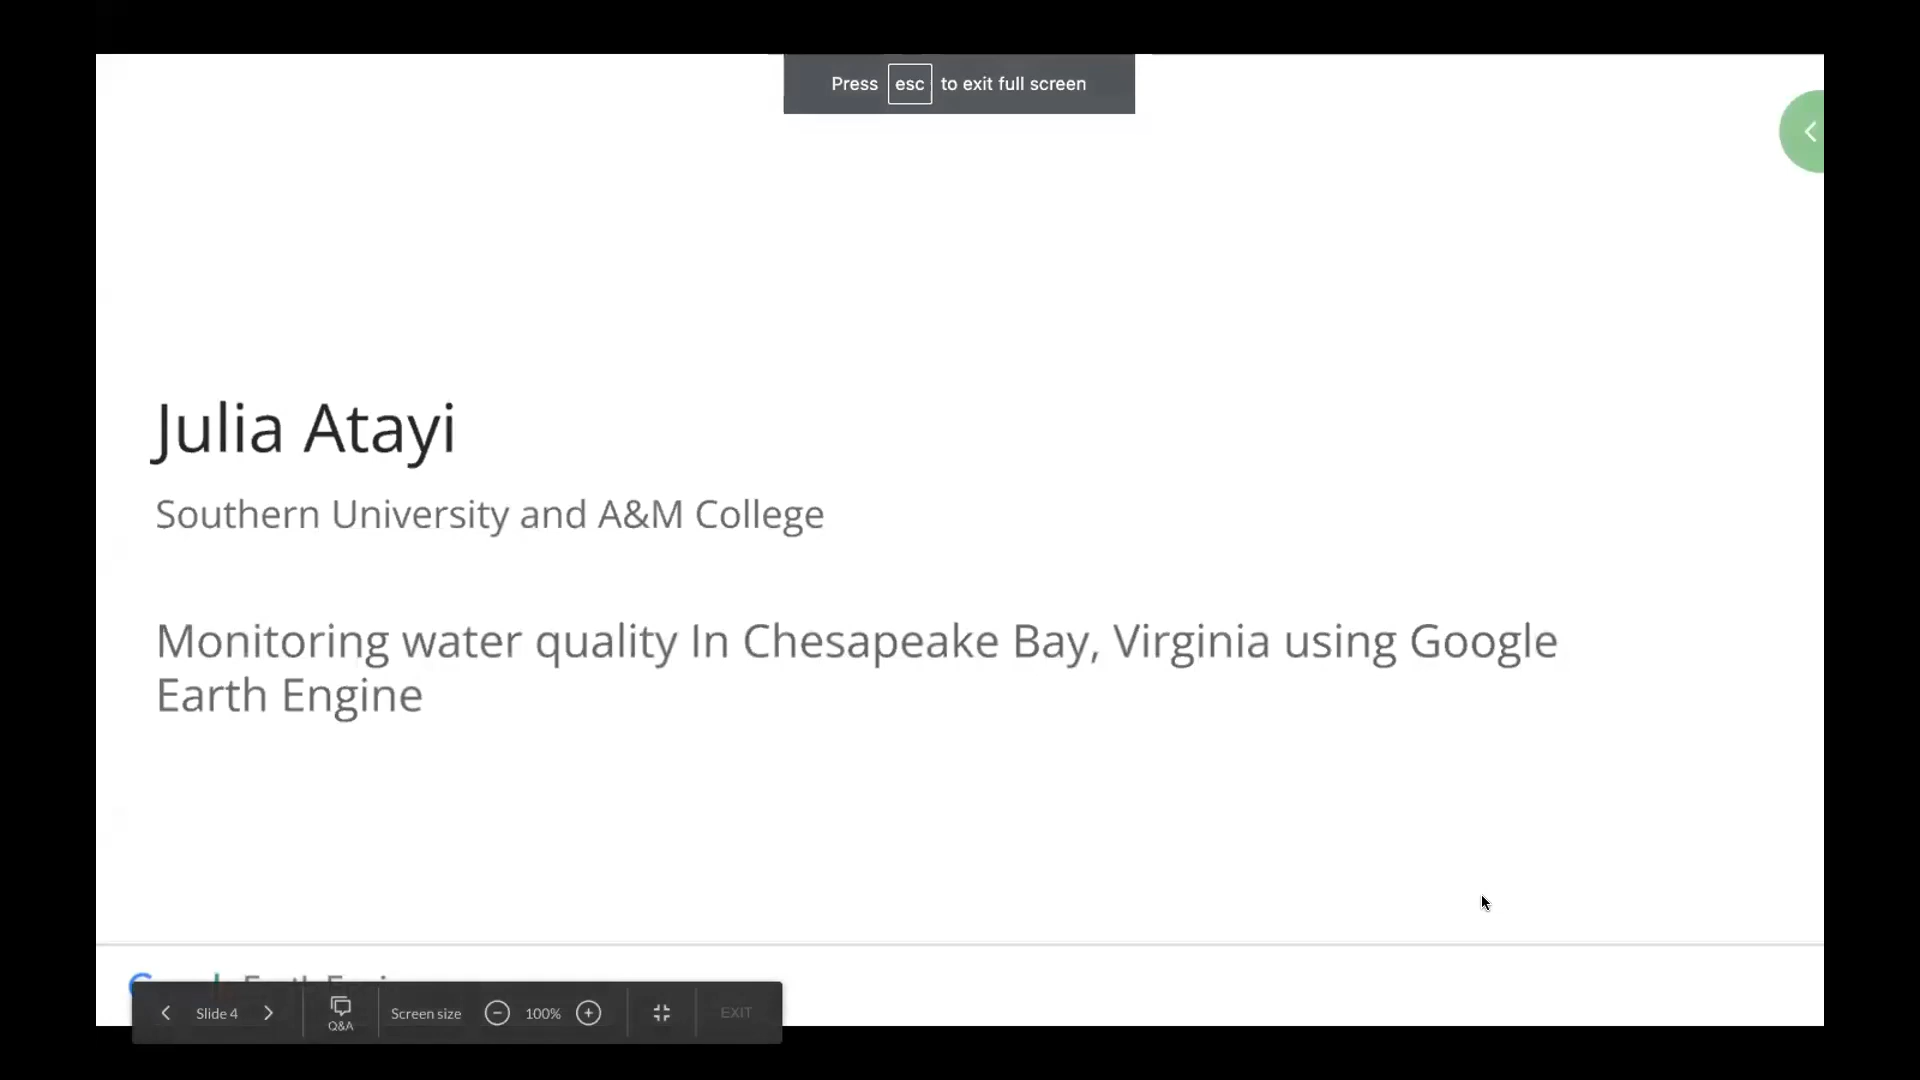 Press esc to exit full screen
Julia Atayi
Southern University and A&M College
Monitoring water quality In Chesapeake Bay, Virginia using Google
Earth Engine
Slide 4
Q&A
Screen size
100%
EXIT